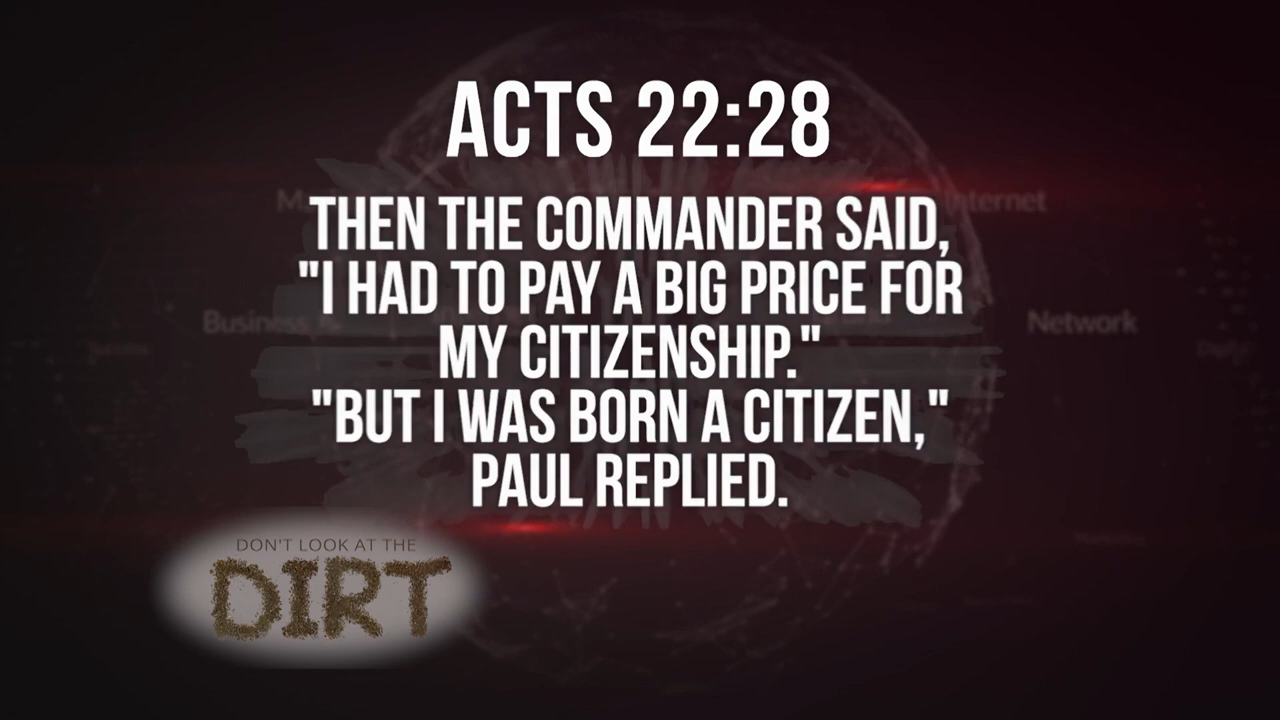 ACTS 22:28
THEN THE COMMANDER SAID,
"I HAD TO PAY A BIG PRICE FOR
MY CITIZENSHIP."
"BUT I WAS BORN A CITIZEN,"
PAUL REPLIED.
Internet
Business
Network
DON'T LOOK AT THE
DIRT